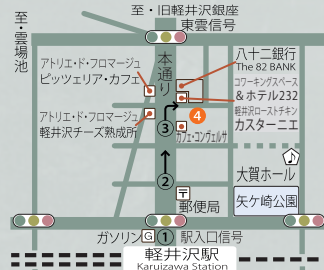 至・旧軽井沢銀座
東雲信号
至・雲場池
本通り
アトリエ・ド・フロマージュ
ピッツェリア・カフェ
アトリエ・ド・フロマージュ
軽井沢チーズ熟成所
八十二銀行
The 82 BANK
コワーキングスペース
&ホテル232
軽井沢ローストチキン
カスターニエ
④
③
カフェ・コンヴェルサ
②
大賀ホール
〒
郵便局
矢ケ崎公園
ガソリン G ① 駅入口信号
軽井沢駅
Karuizawa Station